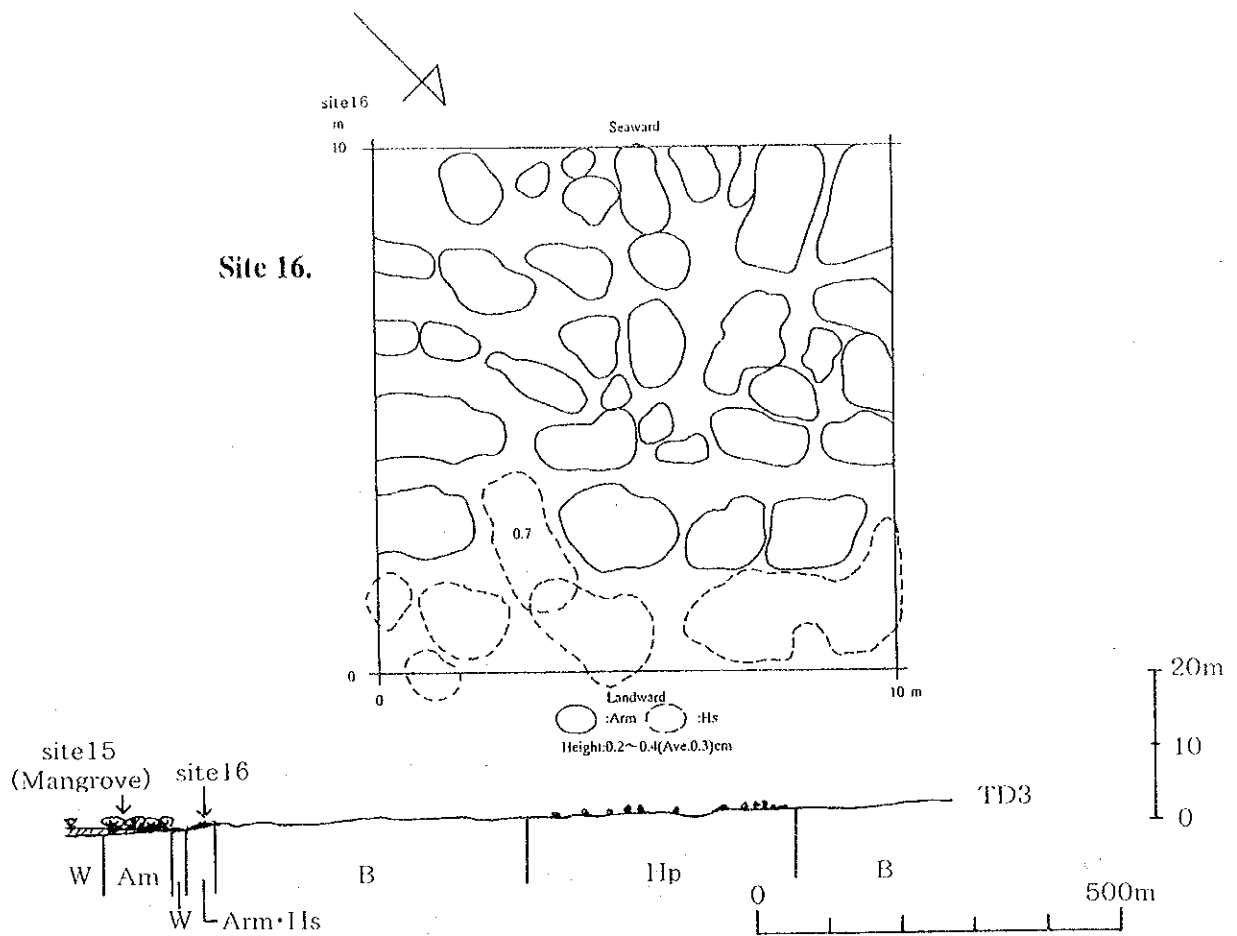 site16
m
10
Seaward
Site 16.
0.7
0
0
Landward
10 m
:Arm :Hs
Height:0.2~0.4(Ave.0.3)cm
20m
10
0
site15
(Mangrove)
site16
TD3
W
Am
W
Arm·Hs
B
Hp
B
0
500m